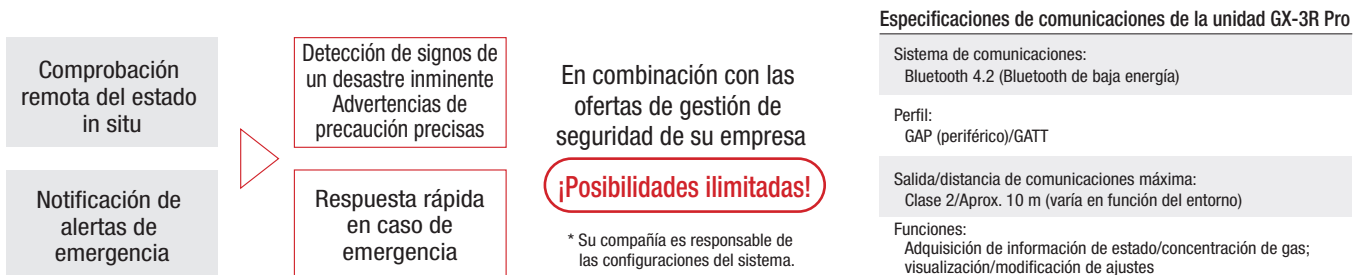 Comprobación
remota del estado
in situ
Notificación de
alertas de
emergencia
Detección de signos de
un desastre inminente
Advertencias de
precaución precisas
Respuesta rápida
en caso de
emergencia
En combinación con las
ofertas de gestión de
seguridad de su empresa
¡Posibilidades ilimitadas!
* Su compañía es responsable de
las configuraciones del sistema.
Especificaciones de comunicaciones de la unidad GX-3R Pro
Sistema de comunicaciones:
Bluetooth 4.2 (Bluetooth de baja energía)
Perfil:
GAP (periférico)/GATT
Salida/distancia de comunicaciones máxima:
Clase 2/Aprox. 10 m (varía en función del entorno)
Funciones:
Adquisición de información de estado/concentración de gas;
visualización/modificación de ajustes